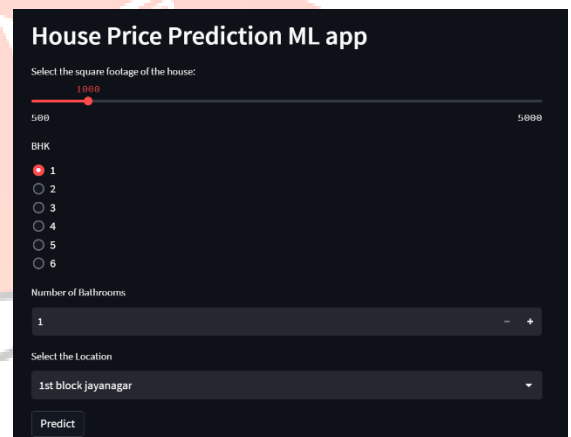 House Price Prediction ML app
Select the square footage of the house:
1000
500 5000
BHK
1
2
3
4
5
6
Number of Bathrooms
1 − +
Select the Location
1st block jayanagar
Predict